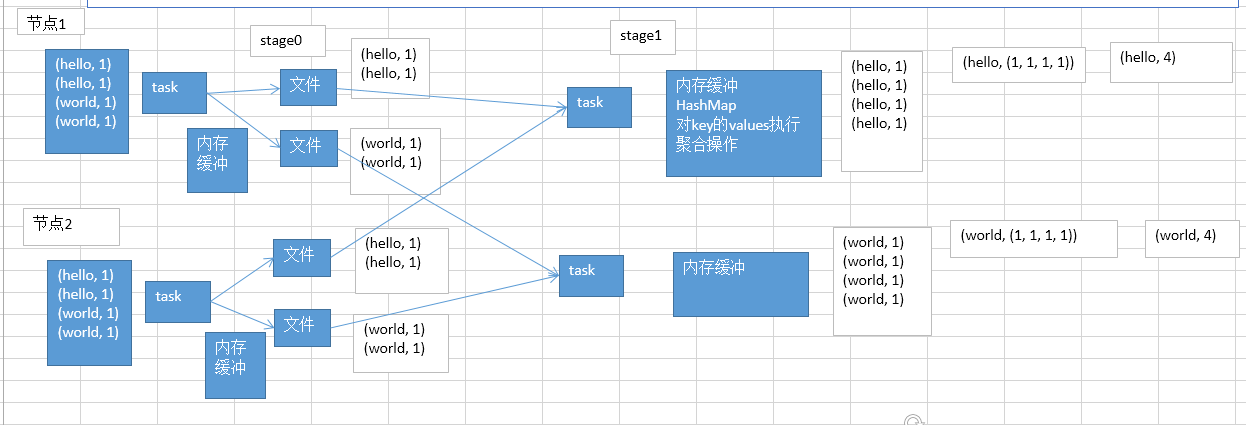 节点1
(hello, 1)
(hello, 1)
(world, 1)
(world, 1)
task
内存
缓冲
stage0
文件
(hello, 1)
(hello, 1)
文件
(world, 1)
(world, 1)
stage1
task
内存缓冲
HashMap
对key的values执行
聚合操作
(hello, 1)
(hello, 1)
(hello, 1)
(hello, 1)
(hello, (1, 1, 1, 1))
(hello, 4)
节点2
(hello, 1)
(hello, 1)
(world, 1)
(world, 1)
task
内存
缓冲
文件
(hello, 1)
(hello, 1)
文件
(world, 1)
(world, 1)
task
内存缓冲
(world, 1)
(world, 1)
(world, 1)
(world, 1)
(world, (1, 1, 1, 1))
(world, 4)